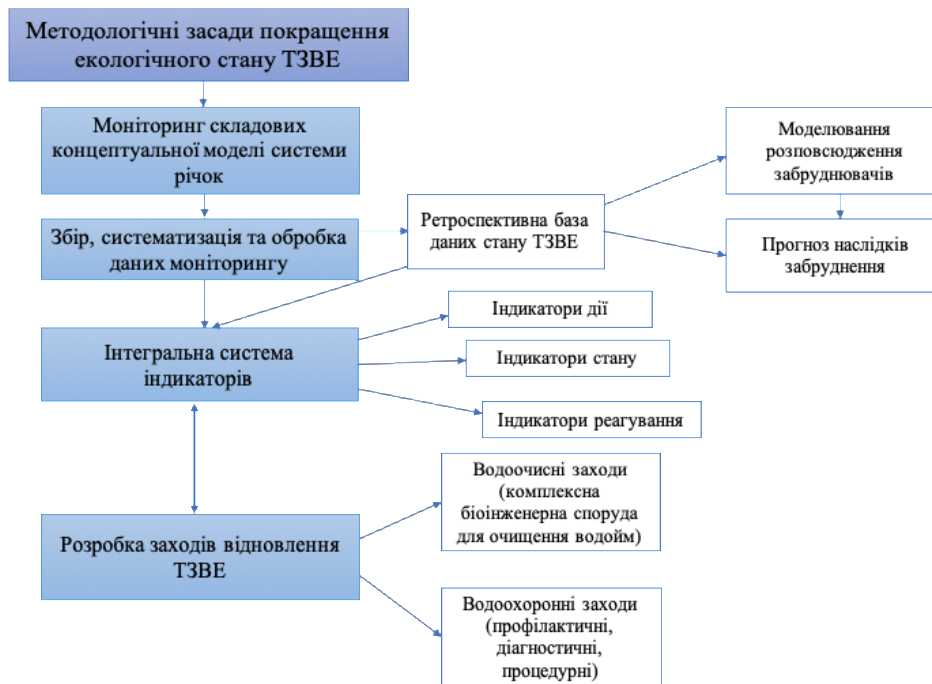 Методологічні засади покращення
екологічного стану ТЗВЕ
Моніторинг складових
концептуальної моделі системи
річок
Збір, систематизація та обробка
даних моніторингу
Ретроспективна база
даних стану ТЗВЕ
Моделювання
розповсюдження
забруднювачів
Прогноз наслідків
забруднення
Інтегральна система
індикаторів
Індикатори дії
Індикатори стану
Індикатори реагування
Розробка заходів відновлення
ТЗВЕ
Водоочисні заходи
(комплексна
біоінженерна споруда
для очищення водойм)
Водоохоронні заходи
(профілактичні,
діагностичні,
процедурні)